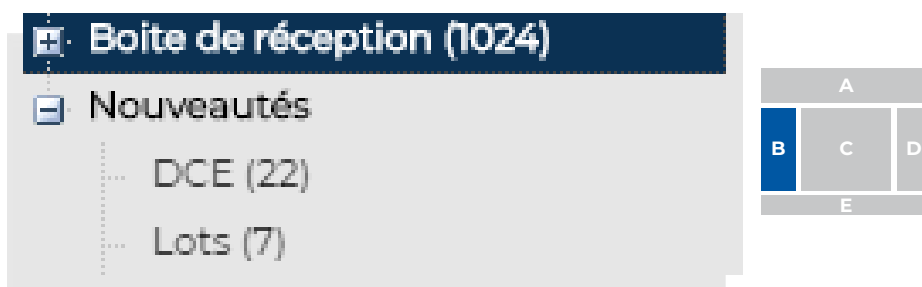 Boite de réception (1024)
Nouveautés
DCE (22)
Lots (7)
A
B
C
D
E